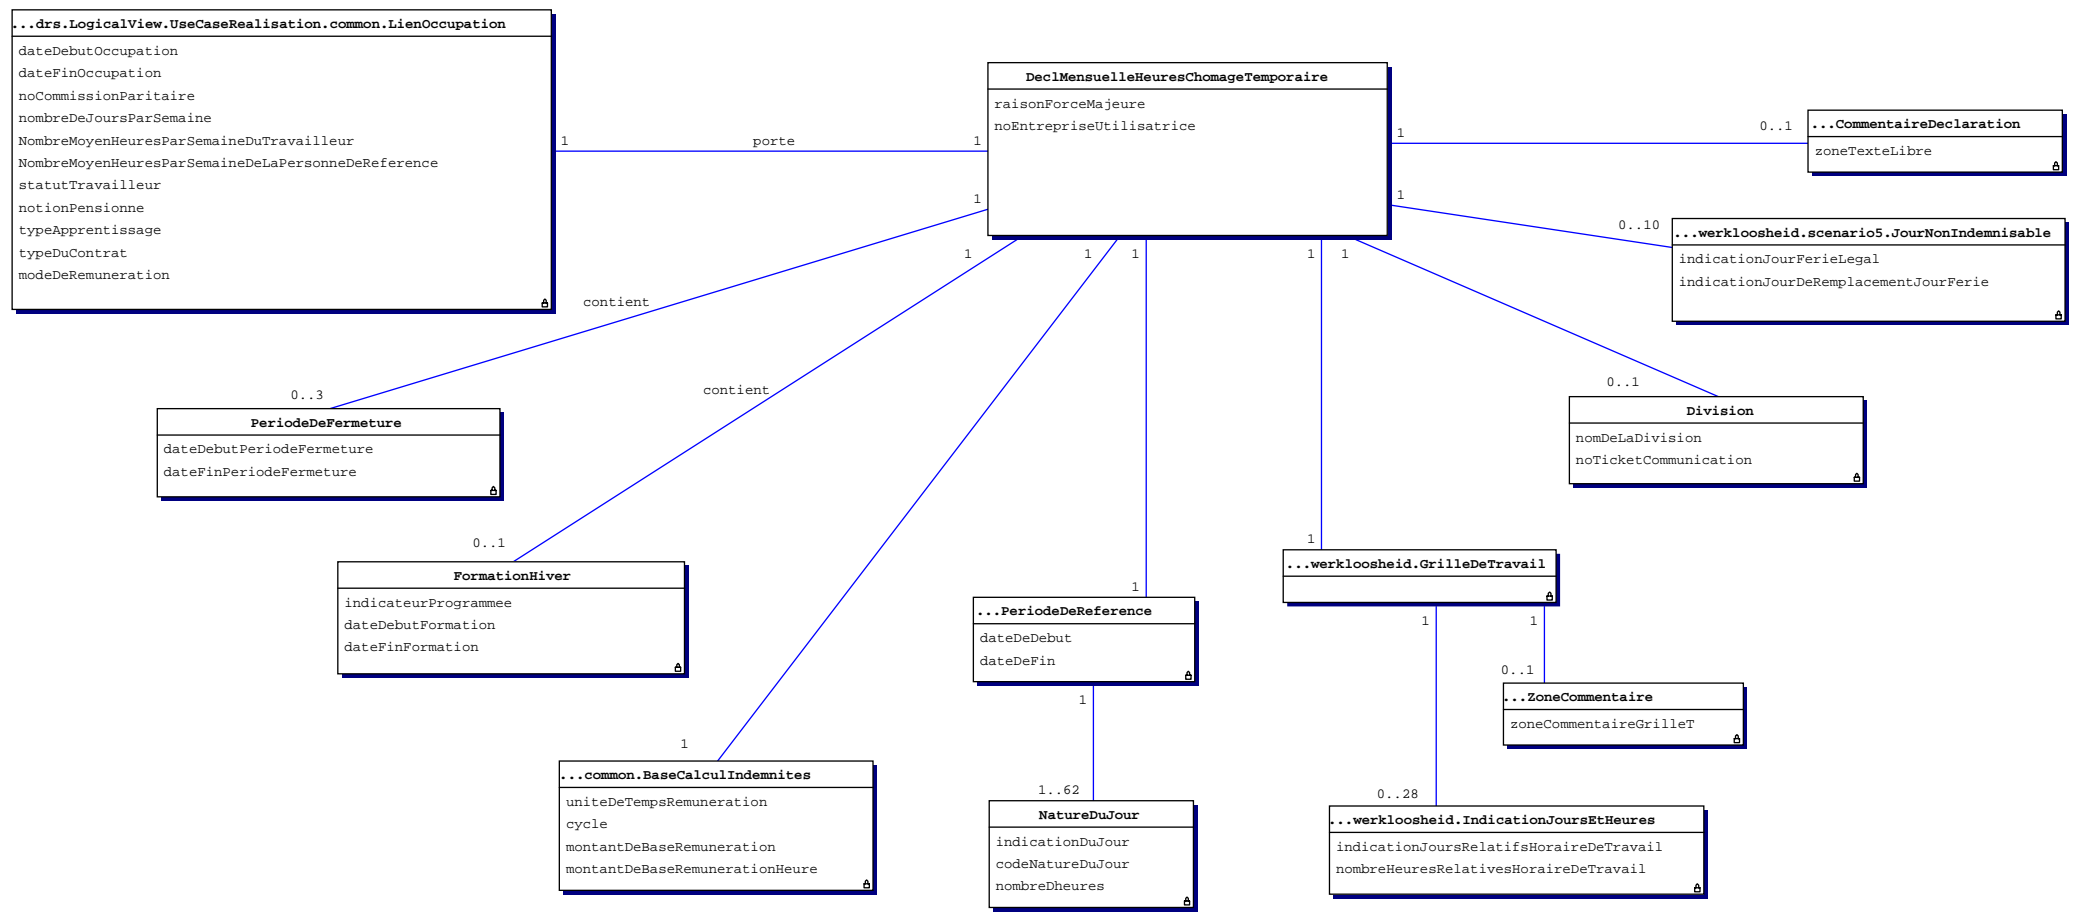 ...drs.LogicalView.UseCaseRealisation.common.LienOccupation
dateDebutOccupation
dateFinOccupation
noCommissionParitaire
nombreDeJoursParSemaine
NombreMoyenHeuresParSemaineDuTravailleur
NombreMoyenHeuresParSemaineDeLaPersonneDeReference
statutTravailleur
notionPensionne
typeApprentissage
typeDuContrat
modeDeRemuneration
1 porte 1
DeclMensuelleHeuresChomageTemporaire
raisonForceMajeure
noEntrepriseUtilisatrice
1 0..1
...CommentaireDeclaration
zoneTexteLibre
1 0..10
...werkloosheid.scenario5.JourNonIndemnisable
indicationJourFerieLegal
indicationJourDeRemplacementJourFerie
1
contient
0..3
PeriodeDeFermeture
dateDebutPeriodeFermeture
dateFinPeriodeFermeture
1
contient
0..1
FormationHiver
indicateurProgrammee
dateDebutFormation
dateFinFormation
1
1
...common.BaseCalculIndemnites
uniteDeTempsRemuneration
cycle
montantDeBaseRemuneration
montantDeBaseRemunerationHeure
1
1
...PeriodeDeReference
dateDeDebut
dateDeFin
1
1..62
NatureDuJour
indicationDuJour
codeNatureDuJour
nombreDheures
1
1
...werkloosheid.GrilleDeTravail
1
0..28
...werkloosheid.IndicationJoursEtHeures
indicationJoursRelatifsHoraireDeTravail
nombreHeuresRelativesHoraireDeTravail
1
0..1
...ZoneCommentaire
zoneCommentaireGrilleT
1
0..1
Division
nomDeLaDivision
noTicketCommunication